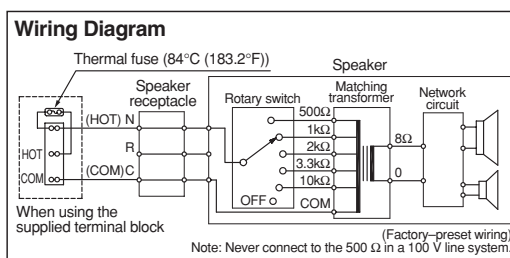 Wiring Diagram
Thermal fuse (84°C (183.2°F))
Speaker
Speaker
receptacle
Rotary switch
Matching
transformer
Network
circuit
(HOT) N
R
(COM) C
HOT
COM
500Ω
1kΩ
2kΩ
3.3kΩ
10kΩ
COM
OFF
8Ω
0
When using the
supplied terminal block
(Factory–preset wiring)
Note: Never connect to the 500 Ω in a 100 V line system.